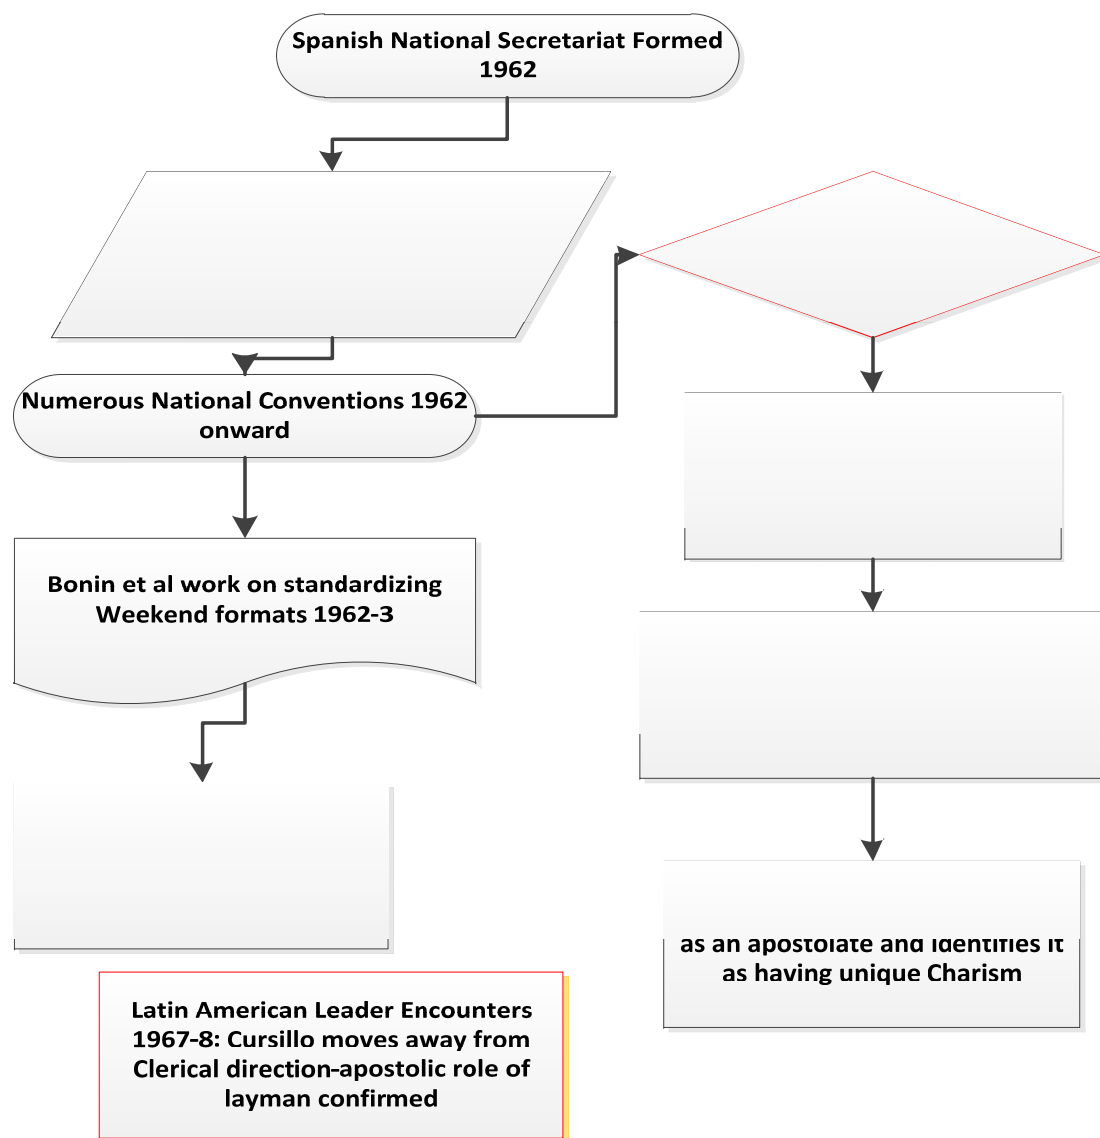 Spanish National Secretariat Formed
1962
Numerous National Conventions 1962
onward
Bonin et al work on standardizing
Weekend formats 1962-3
as an apostolate and identifies it
as having unique Charism
Latin American Leader Encounters
1967-8: Cursillo moves away from
Clerical direction-apostolic role of
layman confirmed